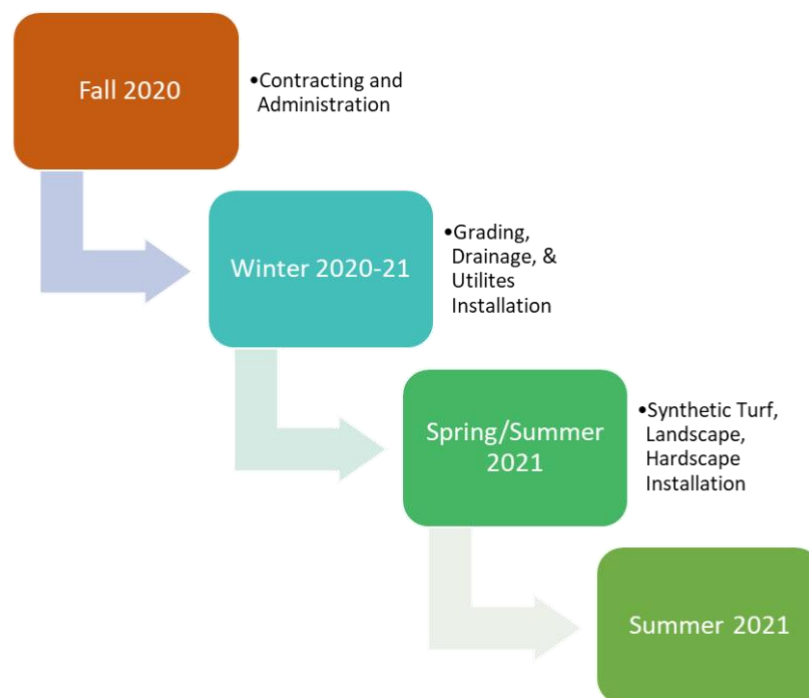 Fall 2020
•Contracting and
Administration
Winter 2020-21
•Grading,
Drainage, &
Utilites
Installation
Spring/Summer
2021
•Synthetic Turf,
Landscape,
Hardscape
Installation
Summer 2021